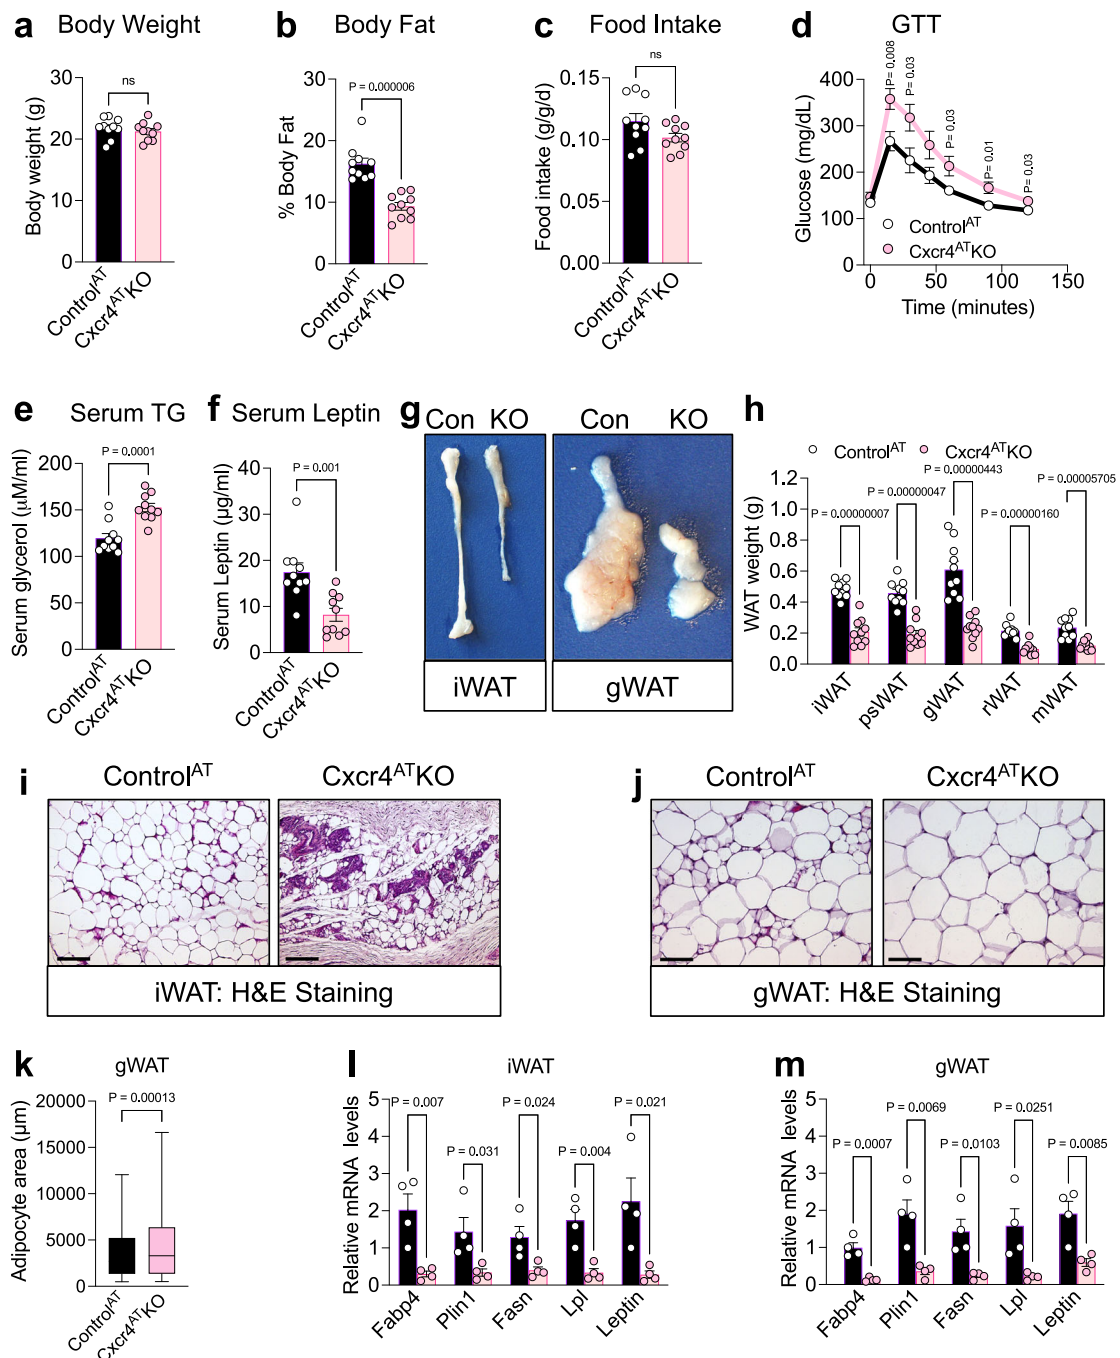 a Body Weight
ns
Body weight (g)
30
20
10
0
Control^AT
Cxcr4^ATKO
b Body Fat
P = 0.000006
% Body Fat
30
20
10
0
Control^AT
Cxcr4^ATKO
c Food Intake
ns
Food intake (g/g/d)
0.15
0.10
0.05
0.00
Control^AT
Cxcr4^ATKO
d GTT
P = 0.008
P = 0.03
P = 0.03
P = 0.01
P = 0.03
Glucose (mg/dL)
400
300
200
100
0
Control^AT
Cxcr4^ATKO
0 50 100 150
Time (minutes)
e Serum TG
P = 0.0001
Serum glycerol (µM/ml)
200
150
100
50
0
Control^AT
Cxcr4^ATKO
f Serum Leptin
P = 0.001
Serum Leptin (µg/ml)
40
30
20
10
0
Control^AT
Cxcr4^ATKO
g Con KO Con KO
iWAT gWAT
h
Control^AT Cxcr4^ATKO
P = 0.00000443
P = 0.00005705
P = 0.00000047
P = 0.00000007
P = 0.00000160
WAT weight (g)
1.2
1.0
0.8
0.6
0.4
0.2
0.0
iWAT
psWAT
gWAT
rWAT
mWAT
i Control^AT Cxcr4^ATKO
iWAT: H&E Staining
j Control^AT Cxcr4^ATKO
gWAT: H&E Staining
k gWAT
P = 0.00013
Adipocyte area (µm)
20000
15000
10000
5000
0
Control^AT
Cxcr4^ATKO
l iWAT
P = 0.007
P = 0.031
P = 0.024
P = 0.004
P = 0.021
Relative mRNA levels
5
4
3
2
1
0
Fabp4
Plin1
Fasn
Lpl
Leptin
m gWAT
P = 0.0007
P = 0.0069
P = 0.0103
P = 0.0251
P = 0.0085
Relative mRNA levels
5
4
3
2
1
0
Fabp4
Plin1
Fasn
Lpl
Leptin